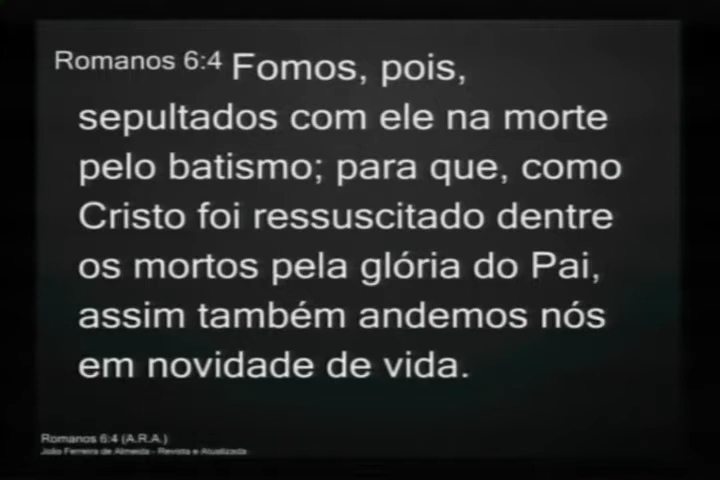 Romanos 6:4 Fomos, pois,
sepultados com ele na morte
pelo batismo; para que, como
Cristo foi ressuscitado dentre
os mortos pela glória do Pai,
assim também andemos nós
em novidade de vida.
Romanos 6:4 (A.R.A.)
João Ferreira de Almeida - Revista e Atualizada